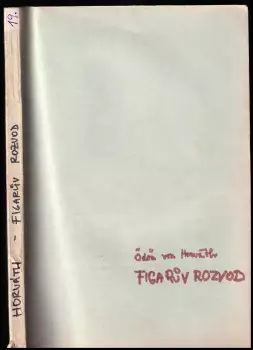 19.
HORVÁTH - FIGARŮV ROZVOD
Ödön von Horváth
FIGARŮV ROZVOD